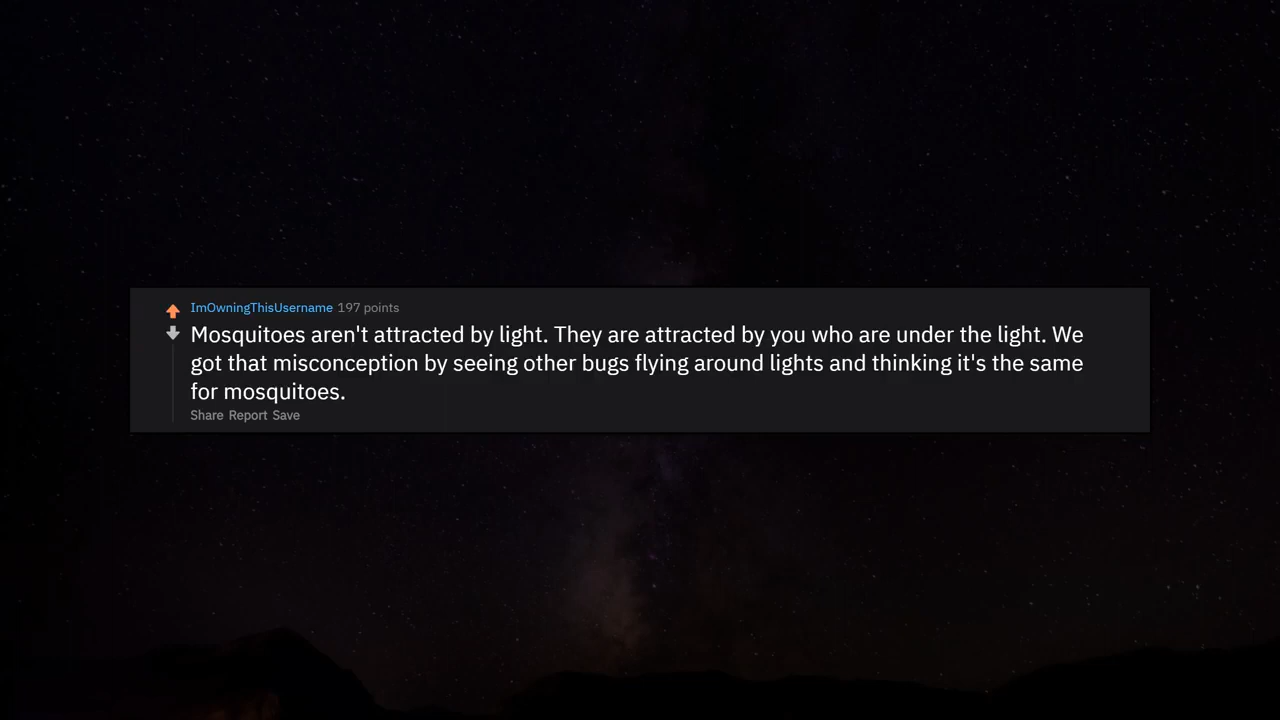 ImOwningThisUsername 197 points
Mosquitoes aren't attracted by light. They are attracted by you who are under the light. We
got that misconception by seeing other bugs flying around lights and thinking it's the same
for mosquitoes.
Share Report Save